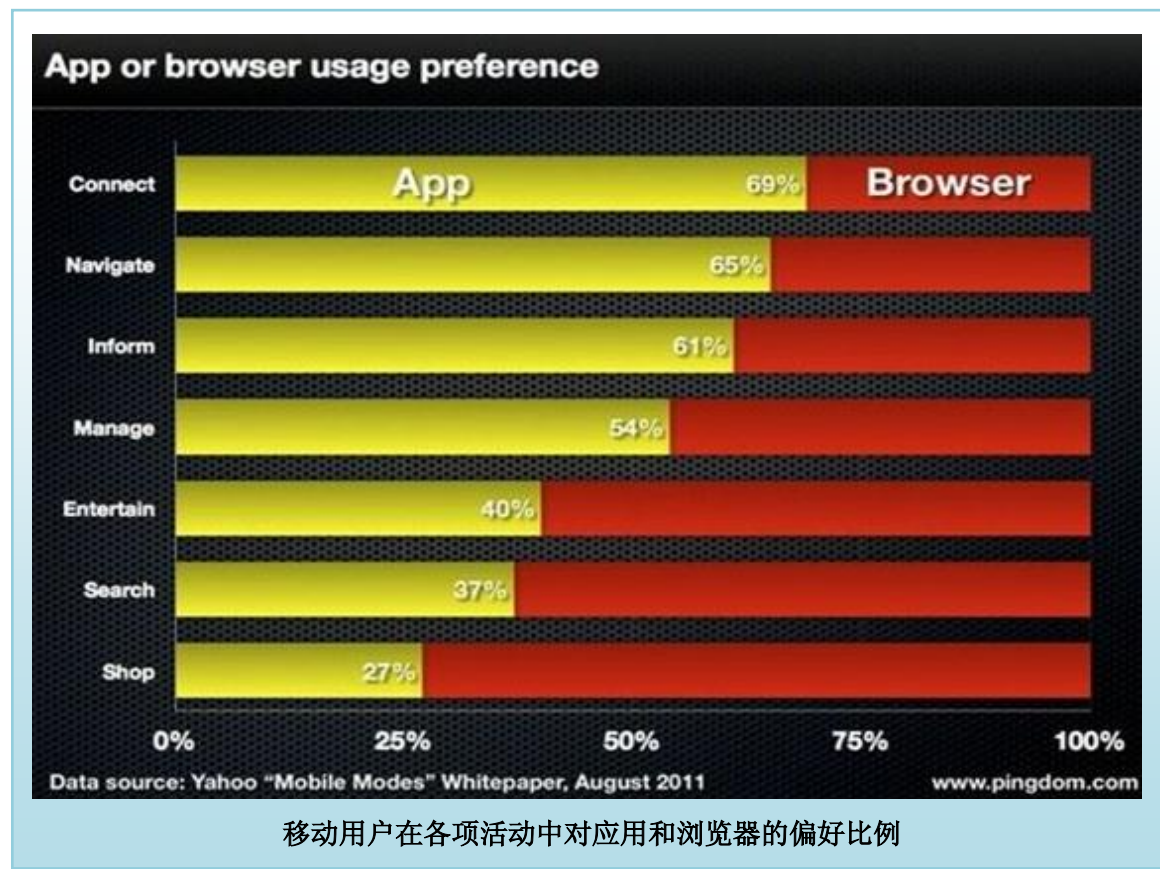 App or browser usage preference
Connect App 69% Browser
Navigate 65%
Inform 61%
Manage 54%
Entertain 40%
Search 37%
Shop 27%
0% 25% 50% 75% 100%
Data source: Yahoo “Mobile Modes” Whitepaper, August 2011 www.pingdom.com
移动用户在各项活动中对应用和浏览器的偏好比例